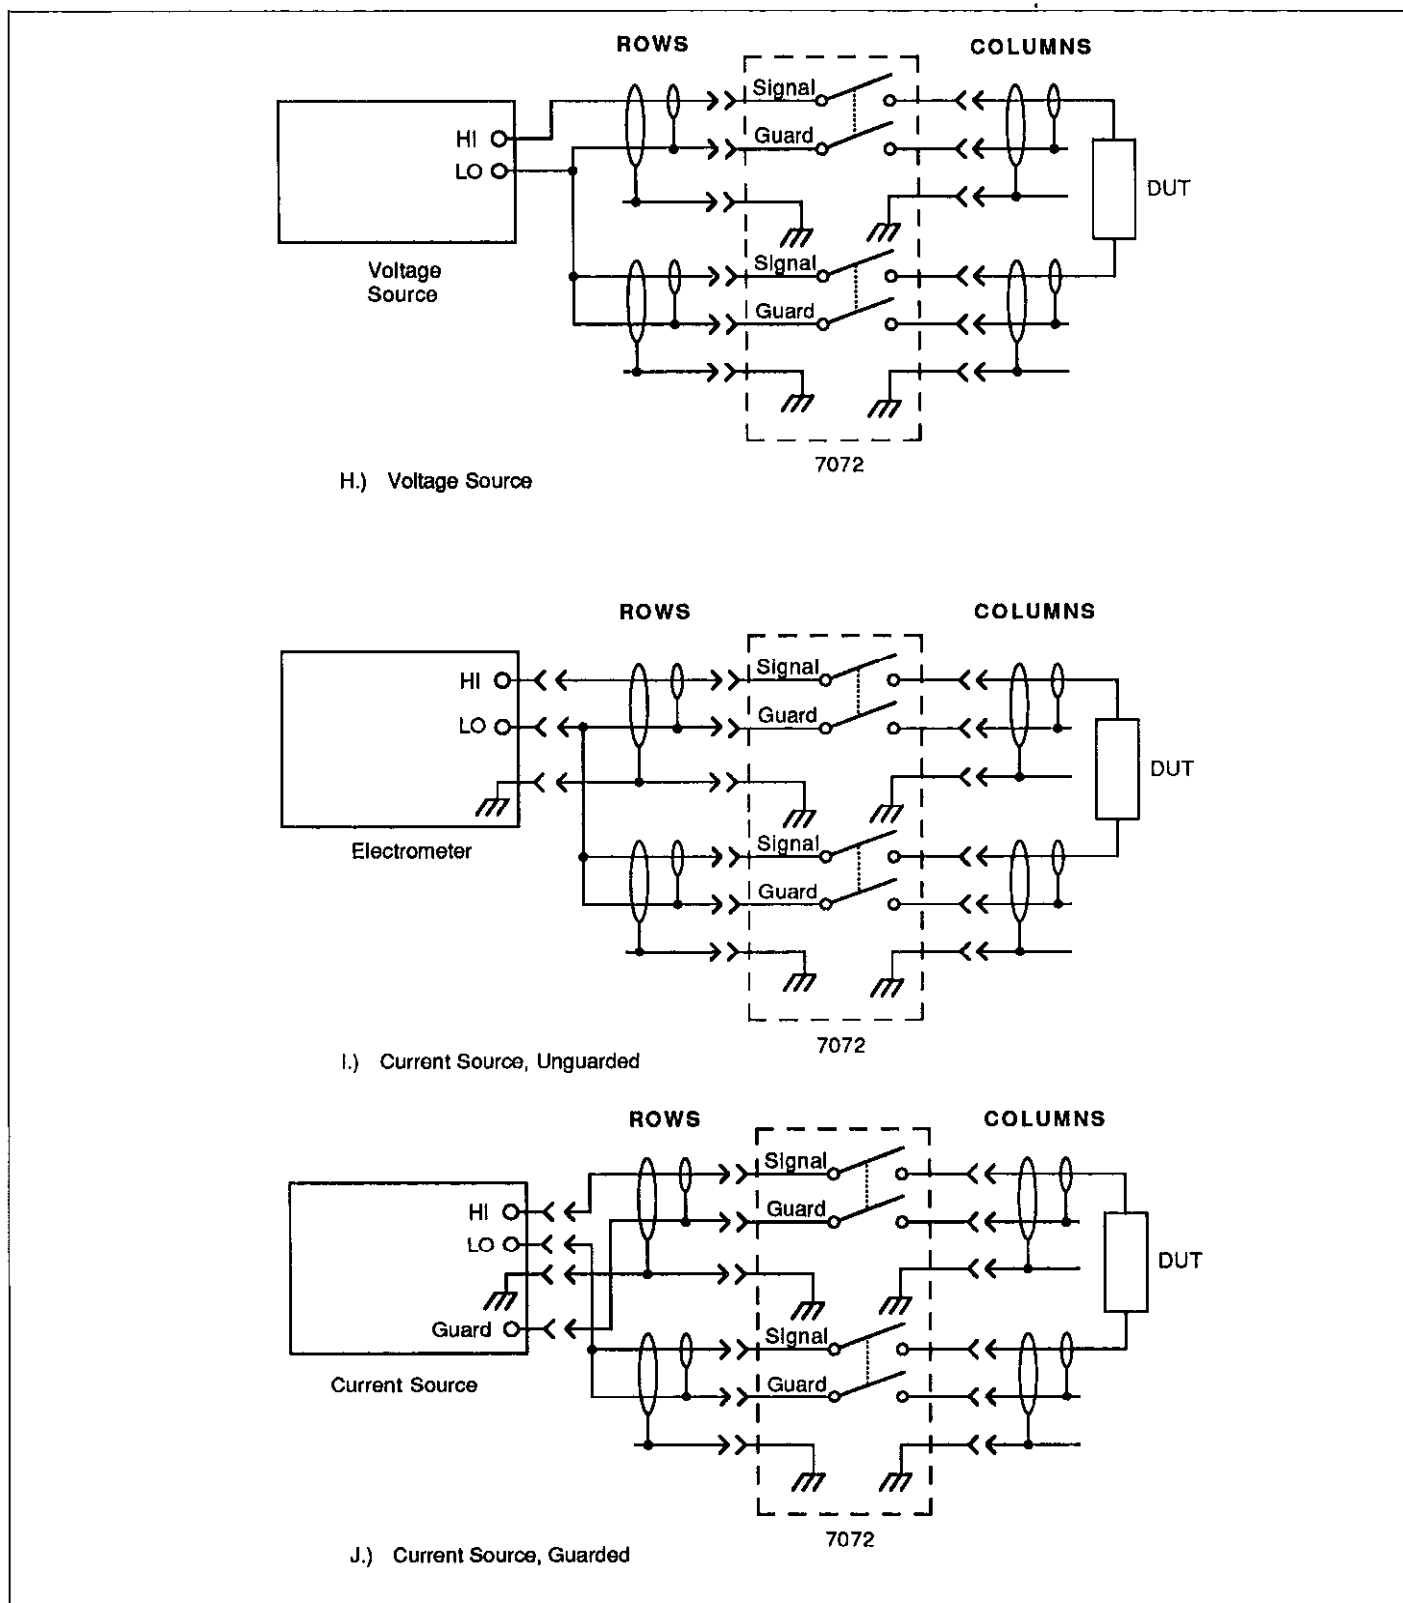 ROWS COLUMNS
Signal
HI
Guard
LO
DUT
Voltage
Source
Signal
Guard
7072
H.) Voltage Source
ROWS COLUMNS
Signal
HI
Guard
LO
DUT
Electrometer
Signal
Guard
7072
I.) Current Source, Unguarded
ROWS COLUMNS
Signal
HI
Guard
LO
DUT
Guard
Signal
Current Source
Guard
7072
J.) Current Source, Guarded